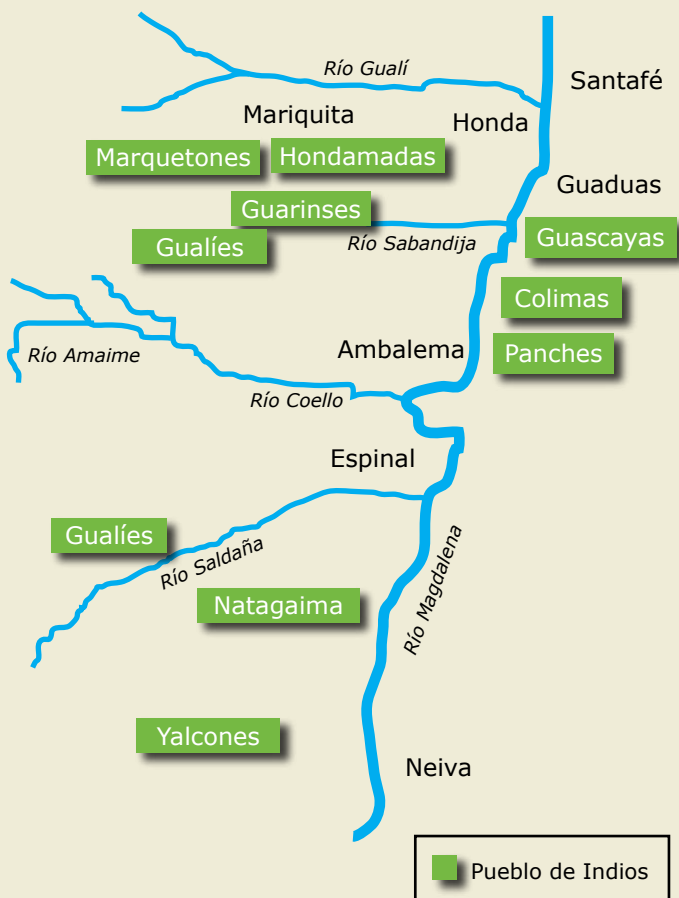 Río Gualí
Santafé
Mariquita
Honda
Marquetones
Hondamadas
Guaduas
Guarinses
Río Sabandija
Guascayas
Gualíes
Colimas
Río Amaime
Ambalema
Panches
Río Coello
Espinal
Gualíes
Río Saldaña
Río Magdalena
Natagaima
Yalcones
Neiva
Pueblo de Indios